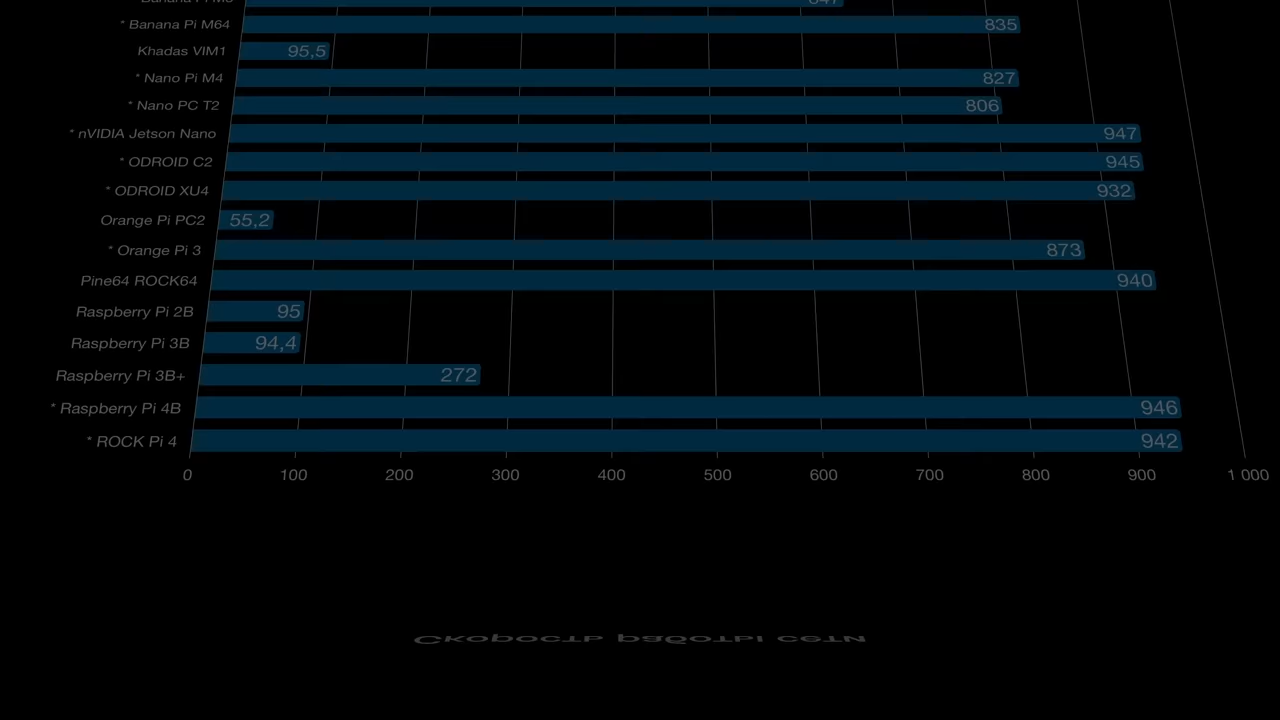 * Banana Pi M64 835
Khadas VIM1 95,5
* Nano Pi M4 827
* Nano PC T2 806
* nVIDIA Jetson Nano 947
* ODROID C2 945
* ODROID XU4 932
Orange Pi PC2 55,2
* Orange Pi 3 873
Pine64 ROCK64 940
Raspberry Pi 2B 95
Raspberry Pi 3B 94,4
Raspberry Pi 3B+ 272
* Raspberry Pi 4B 946
* ROCK Pi 4 942
0 100 200 300 400 500 600 700 800 900 1 000
Скорость работы сети